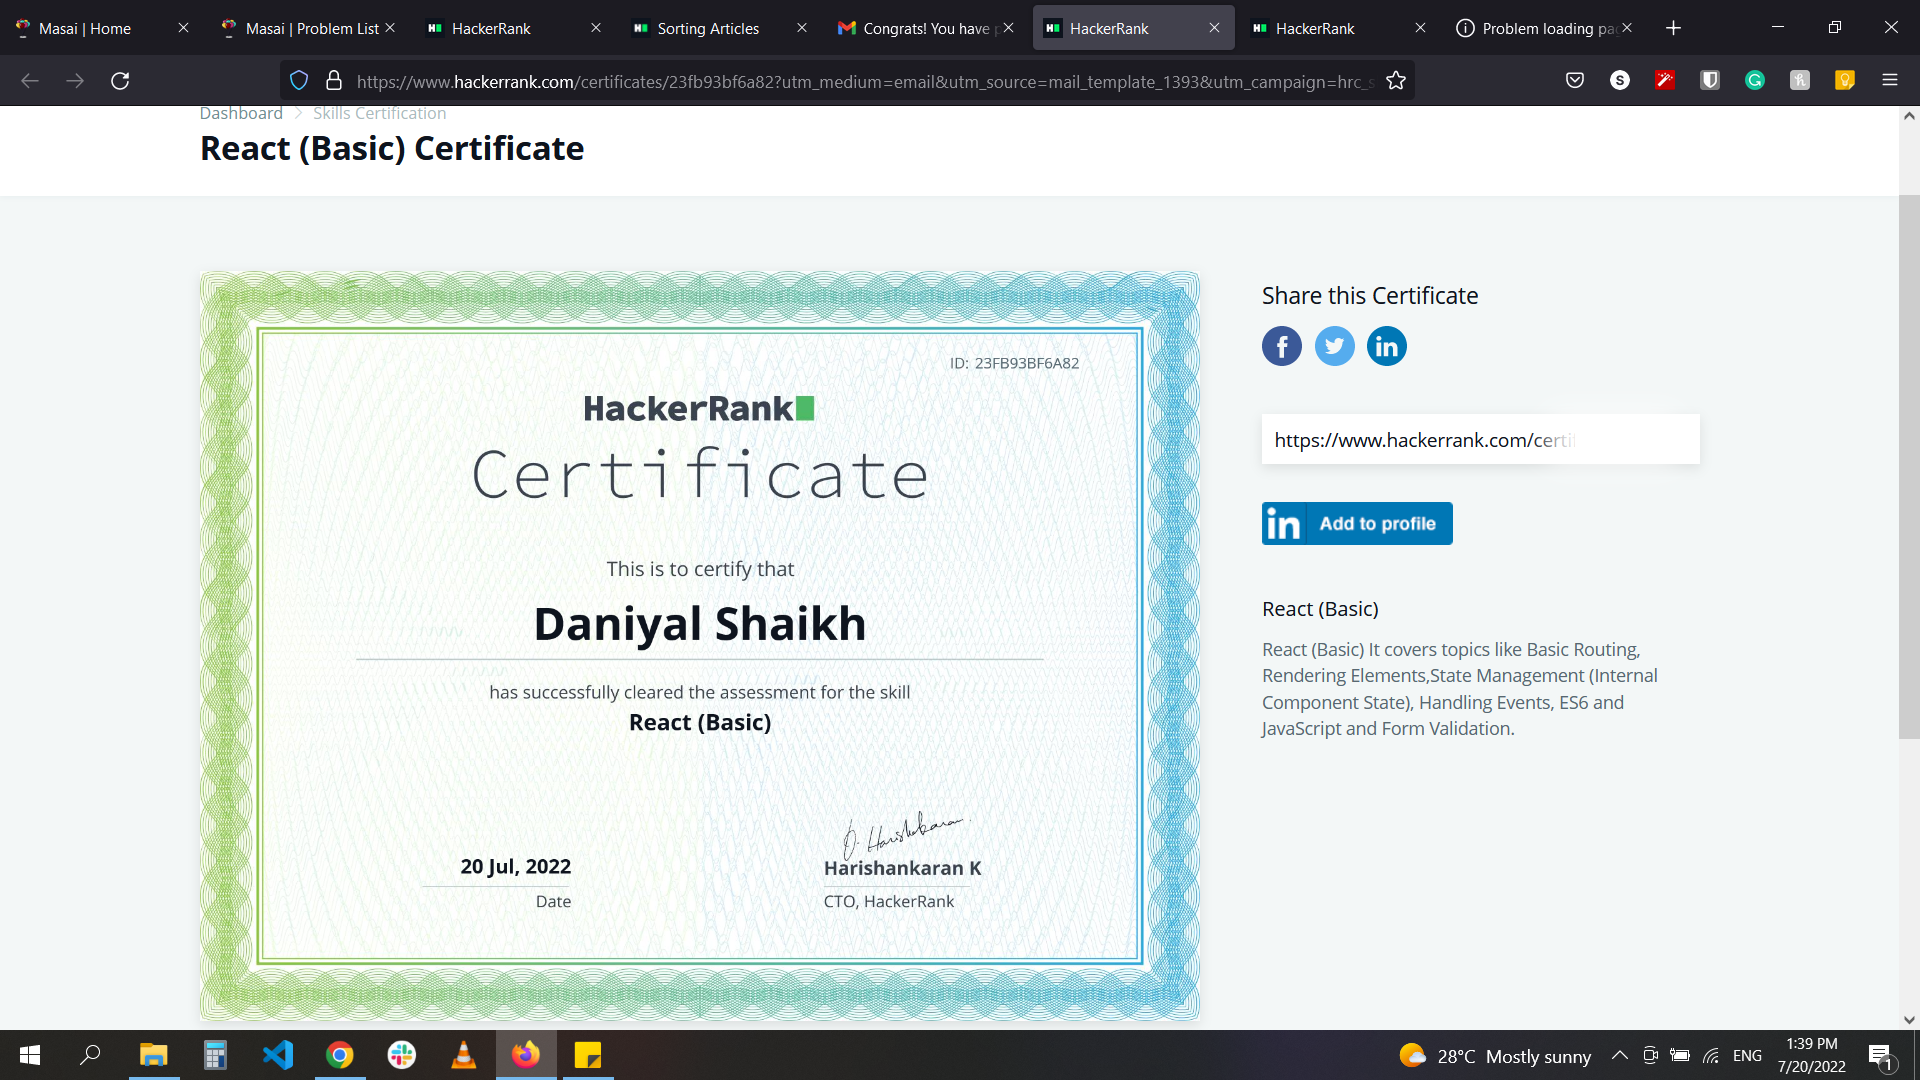 Masai | Home
Masai | Problem List
HackerRank
Sorting Articles
Congrats! You have
HackerRank
HackerRank
Problem loading pa
https://www.hackerrank.com/certificates/23fb93bf6a82?utm_medium=email&utm_source=mail_template_1393&utm_campaign=hrc_s
Dashboard > Skills Certification
React (Basic) Certificate
ID: 23FB93BF6A82
HackerRank
Certificate
This is to certify that
Daniyal Shaikh
has successfully cleared the assessment for the skill
React (Basic)
20 Jul, 2022
Date
O. Harishankaran.
Harishankaran K
CTO, HackerRank
Share this Certificate
https://www.hackerrank.com/certi
in Add to profile
React (Basic)
React (Basic) It covers topics like Basic Routing,
Rendering Elements,State Management (Internal
Component State), Handling Events, ES6 and
JavaScript and Form Validation.
28°C Mostly sunny
ENG
1:39 PM
7/20/2022
1